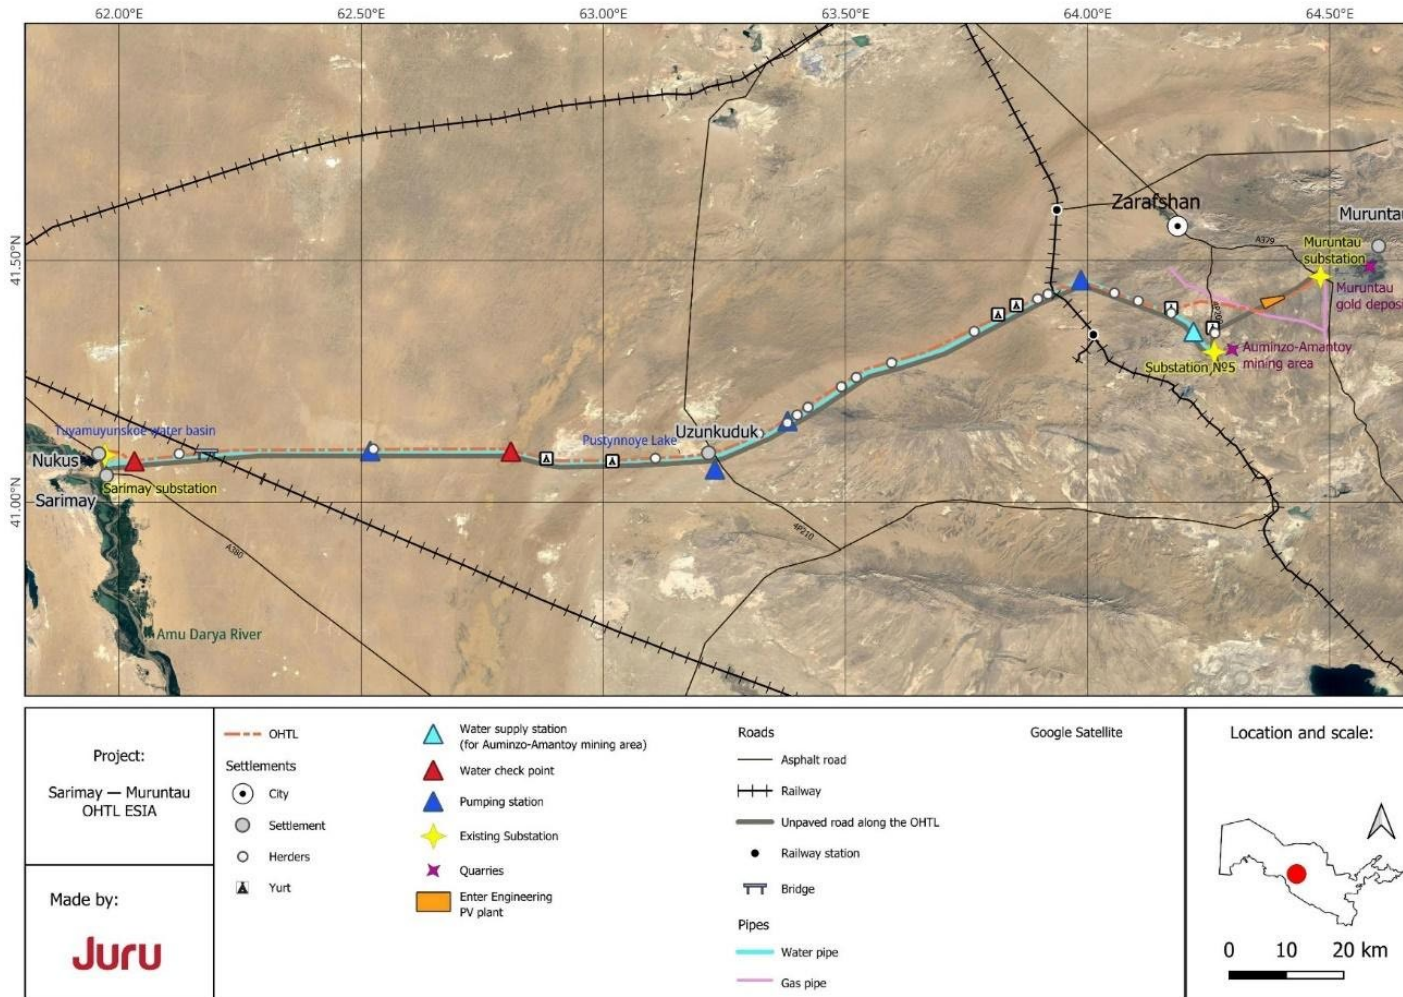 62.00°E 62.50°E 63.00°E 63.50°E 64.00°E 64.50°E
41.50°N
41.00°N
Zarafshan
Muruntau
A379
Muruntau
substation
Muruntau
gold deposi
4P209
Auminzo-Amantoy
mining area
Substation №5
Tuyamuyunskoe water basin
Pustynnoye Lake
Uzunkuduk
Nukus
Sarimay substation
Sarimay
4P210
A380
Amu Darya River
Project:
Sarimay — Muruntau
OHTL ESIA
Made by:
Juru
OHTL
Settlements
City
Settlement
Herders
Yurt
Water supply station
(for Auminzo-Amantoy mining area)
Water check point
Pumping station
Existing Substation
Quarries
Enter Engineering
PV plant
Roads
Asphalt road
Railway
Unpaved road along the OHTL
Railway station
Bridge
Pipes
Water pipe
Gas pipe
Google Satellite
Location and scale:
0 10 20 km